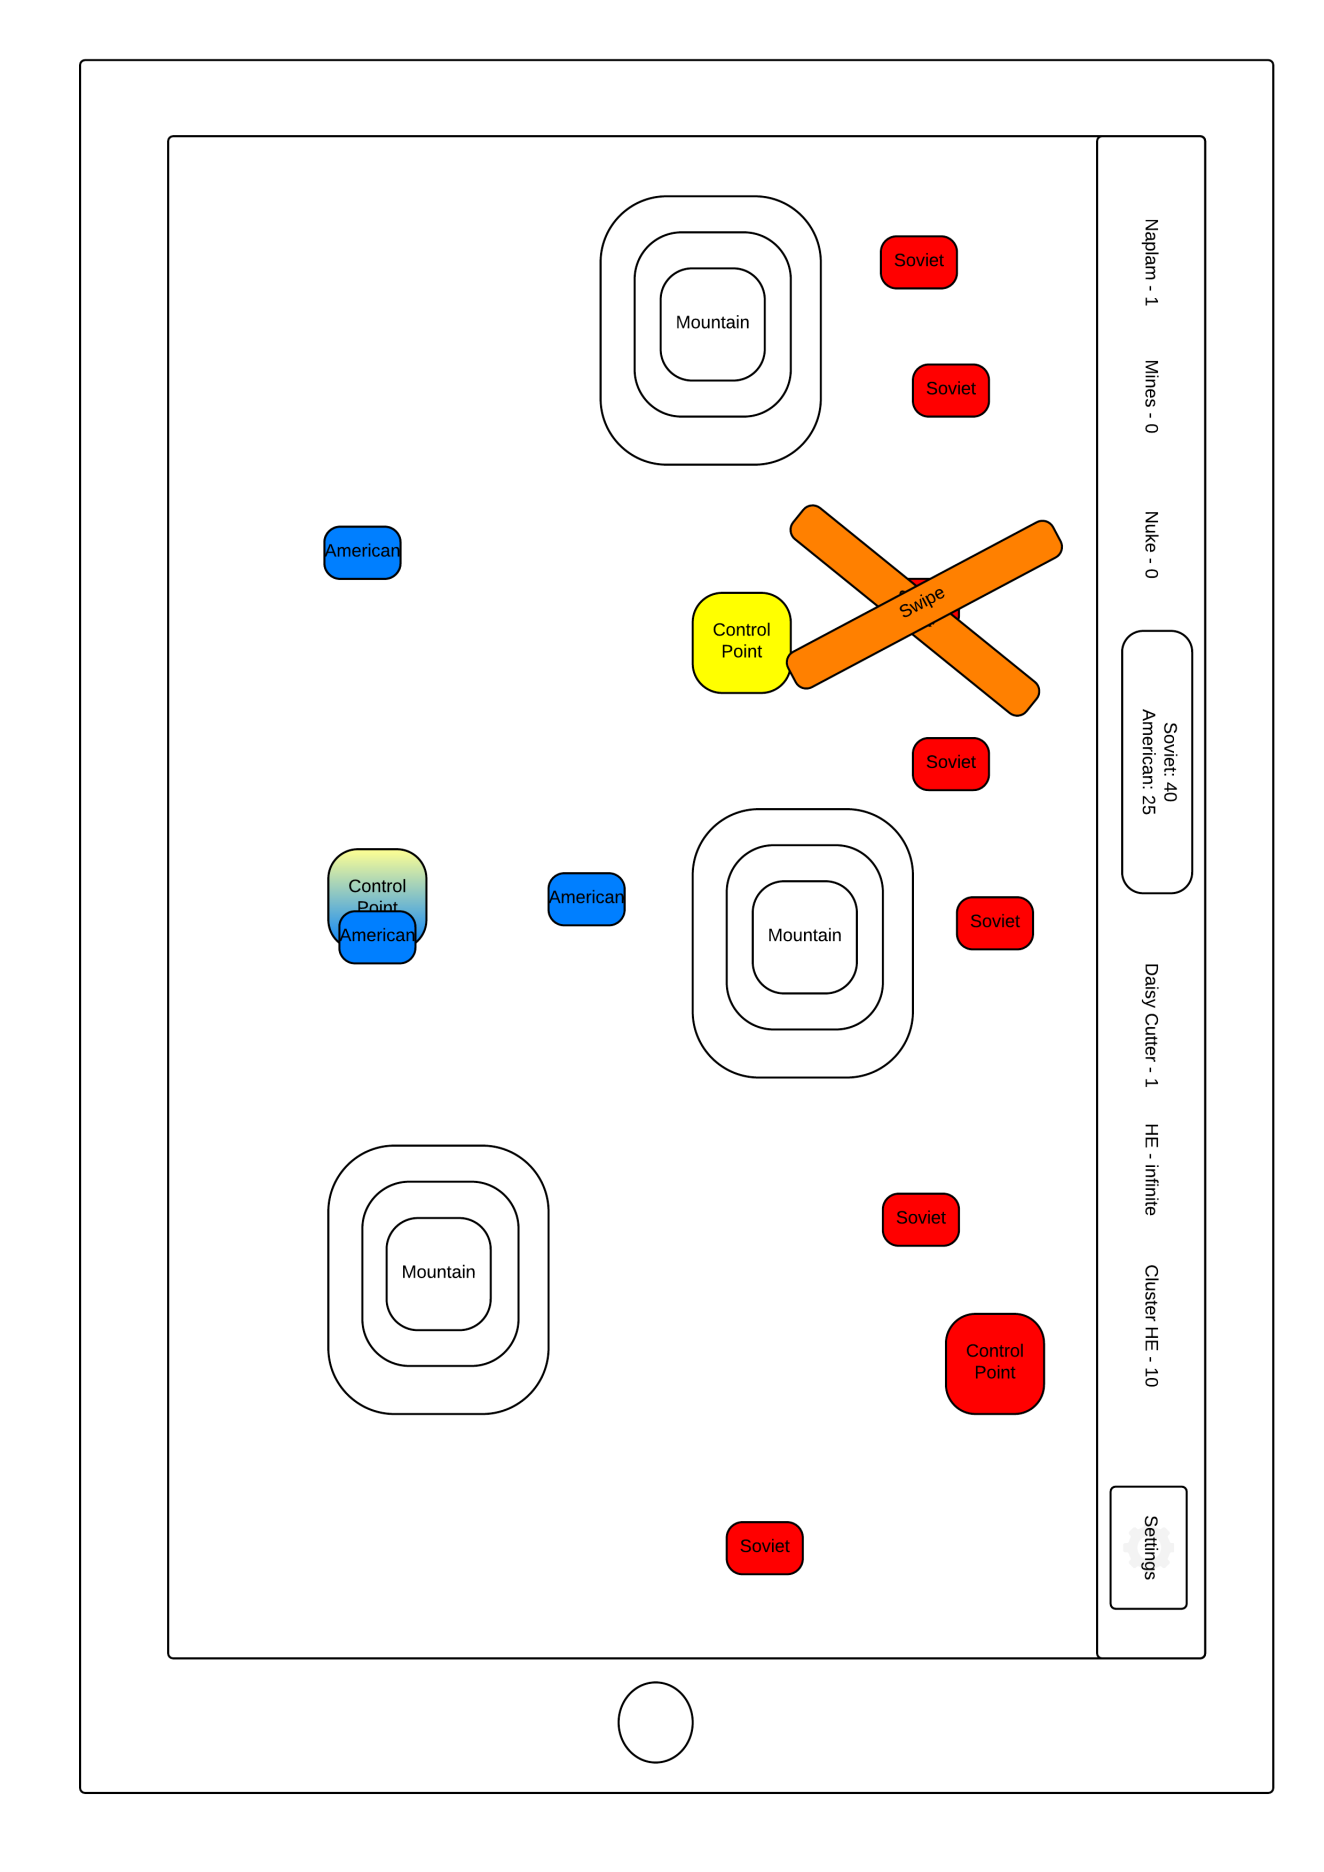 Soviet
Mountain
Soviet
American
Swipe
Control
Point
Soviet
Control
Point
American
American
Soviet
Mountain
Soviet
Mountain
Control
Point
Soviet
Naplam - 1
Mines - 0
Nuke - 0
Soviet: 40
American: 25
Daisy Cutter - 1
HE - infinite
Cluster HE - 10
Settings